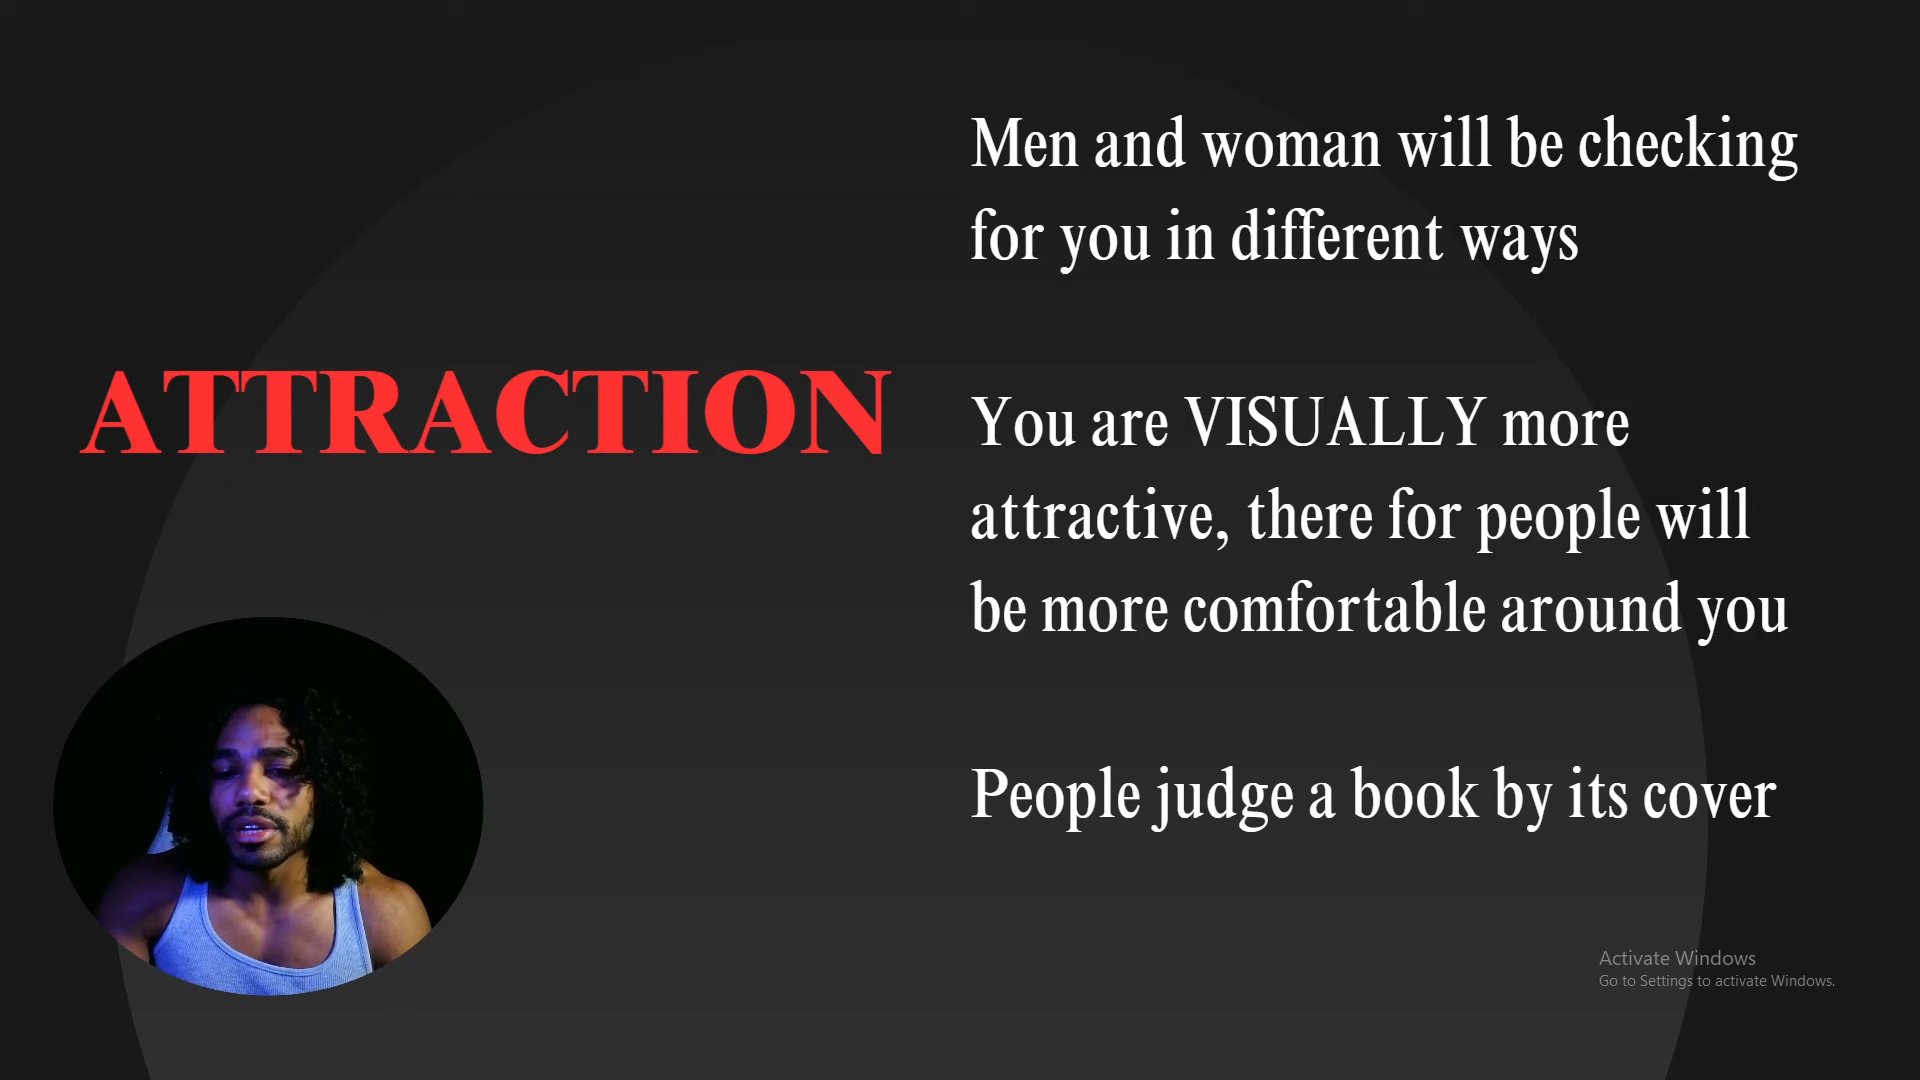 ATTRACTION
Men and woman will be checking
for you in different ways
You are VISUALLY more
attractive, there for people will
be more comfortable around you
People judge a book by its cover
Activate Windows
Go to Settings to activate Windows.